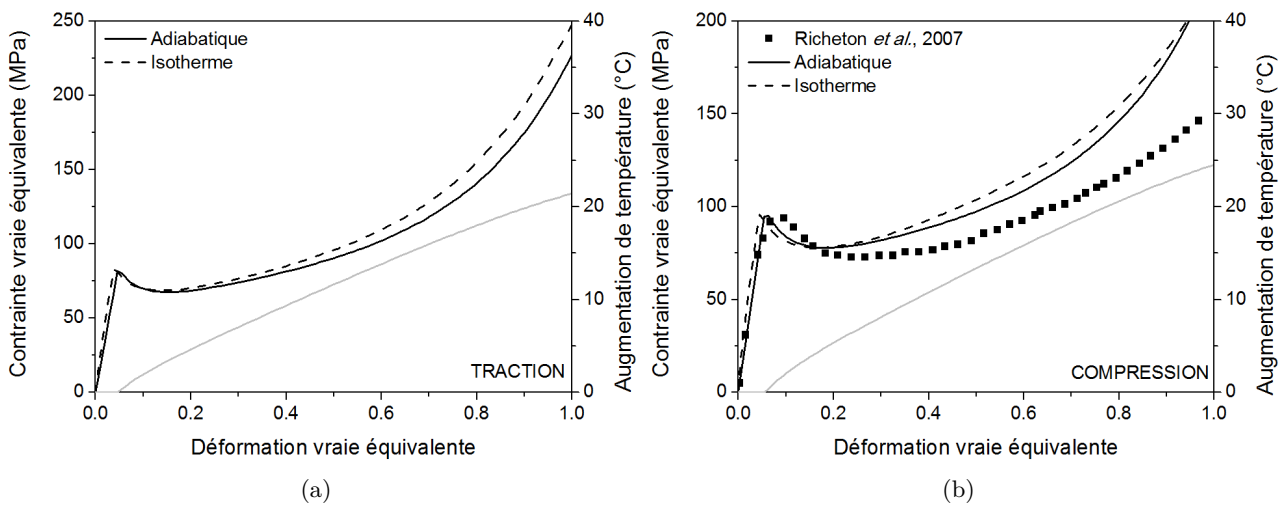 Contrainte vraie équivalente (MPa)
250
200
150
100
50
0
Adiabatique
Isotherme
TRACTION
40
30
20
10
0
Augmentation de température (°C)
0.0 0.2 0.4 0.6 0.8 1.0
Déformation vraie équivalente
(a)
Contrainte vraie équivalente (MPa)
200
150
100
50
0
Richeton et al., 2007
Adiabatique
Isotherme
COMPRESSION
40
30
20
10
0
Augmentation de température (°C)
0.0 0.2 0.4 0.6 0.8 1.0
Déformation vraie équivalente
(b)